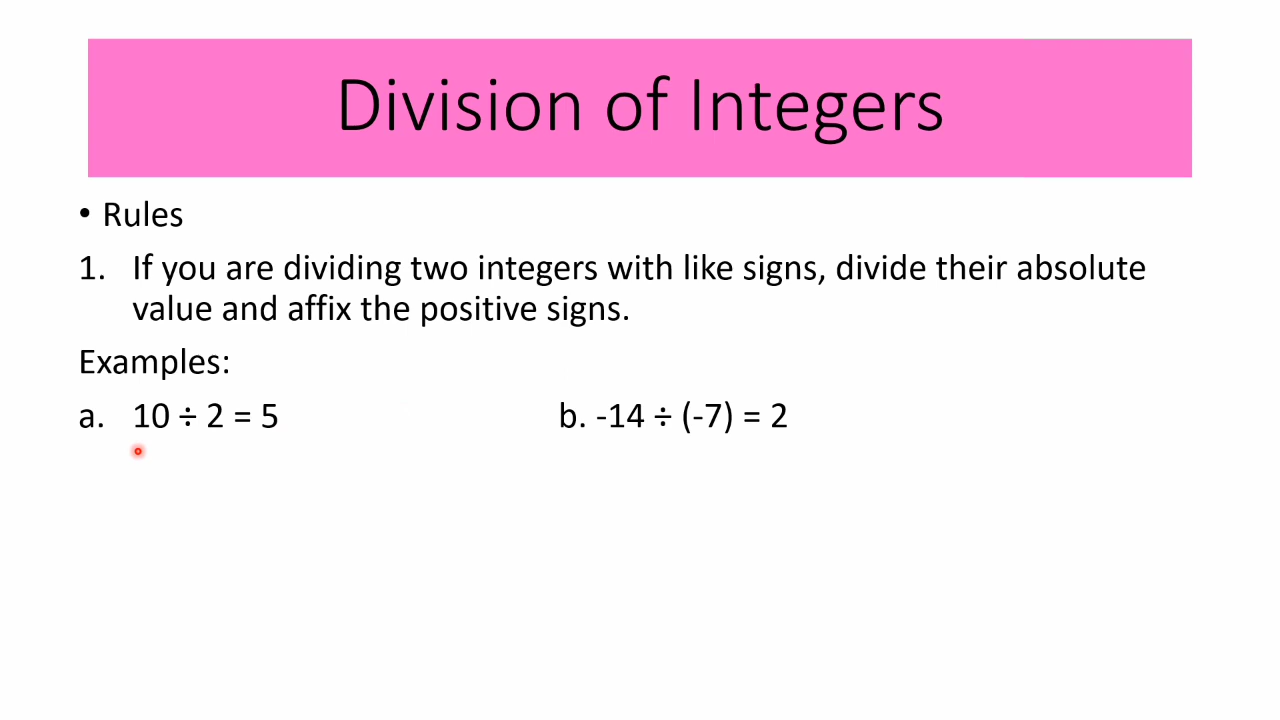 Division of Integers
• Rules
1. If you are dividing two integers with like signs, divide their absolute
value and affix the positive signs.
Examples:
a. 10 ÷ 2 = 5 b. -14 ÷ (-7) = 2